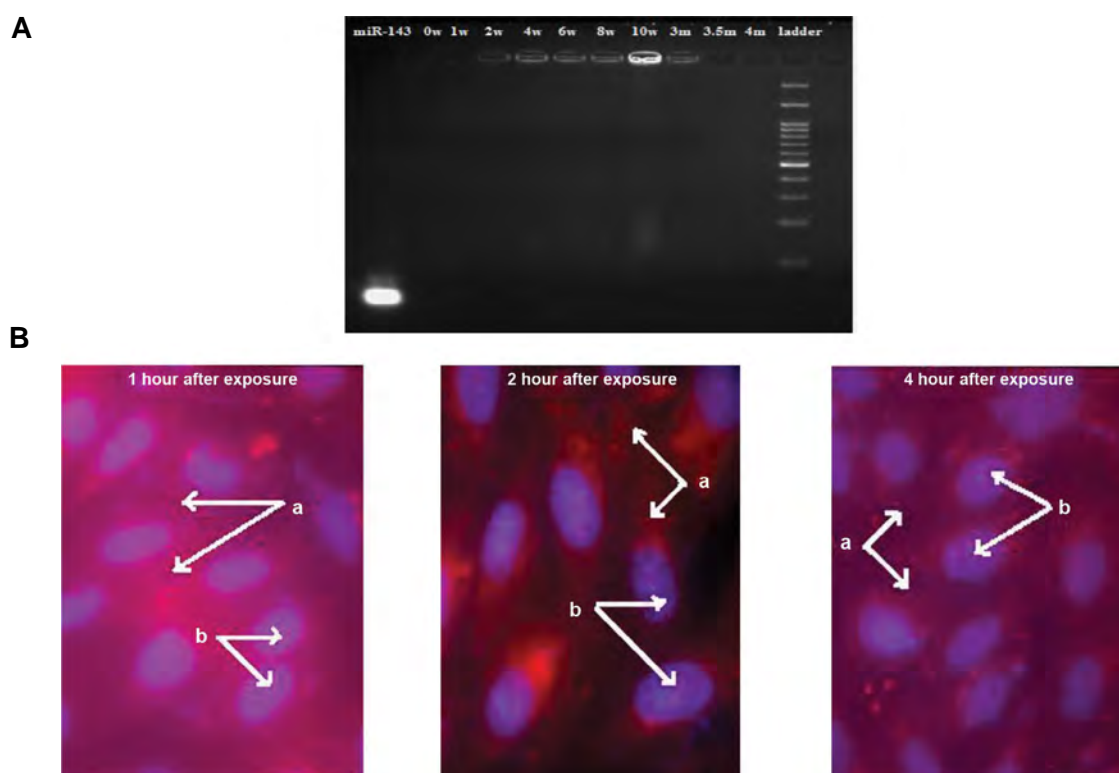 A
miR-143 0w 1w 2w 4w 6w 8w 10w 3m 3.5m 4m ladder
B
1 hour after exposure
a
b
2 hour after exposure
a
b
4 hour after exposure
a
b